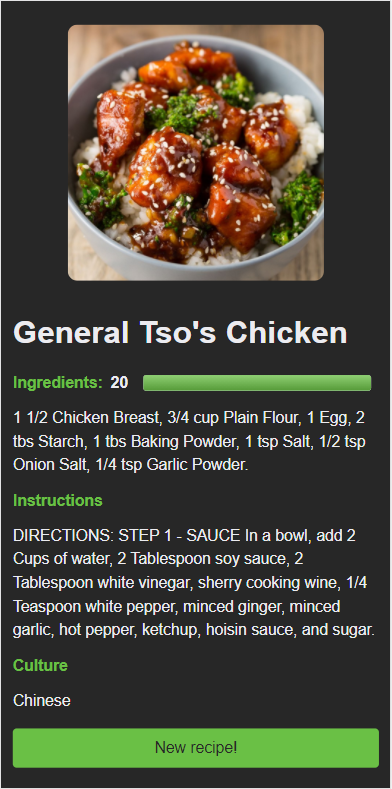 General Tso's Chicken
Ingredients: 20
1 1/2 Chicken Breast, 3/4 cup Plain Flour, 1 Egg, 2
tbs Starch, 1 tbs Baking Powder, 1 tsp Salt, 1/2 tsp
Onion Salt, 1/4 tsp Garlic Powder.
Instructions
DIRECTIONS: STEP 1 - SAUCE In a bowl, add 2
Cups of water, 2 Tablespoon soy sauce, 2
Tablespoon white vinegar, sherry cooking wine, 1/4
Teaspoon white pepper, minced ginger, minced
garlic, hot pepper, ketchup, hoisin sauce, and sugar.
Culture
Chinese
New recipe!